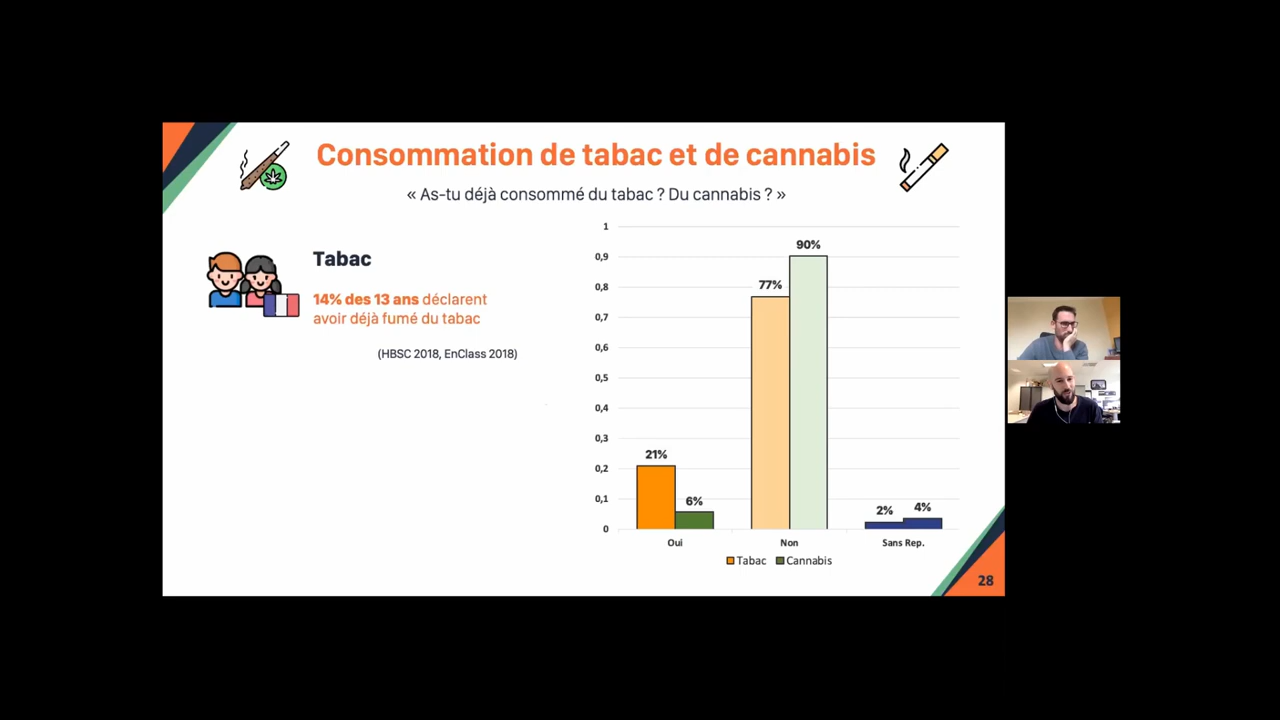 Consommation de tabac et de cannabis
« As-tu déjà consommé du tabac ? Du cannabis ? »
Tabac
14% des 13 ans déclarent
avoir déjà fumé du tabac
(HBSC 2018, EnClass 2018)
1
0,9
0,8
0,7
0,6
0,5
0,4
0,3
0,2
0,1
0
21%
6%
77%
90%
2%
4%
Oui
Non
Sans Rep.
Tabac
Cannabis
28